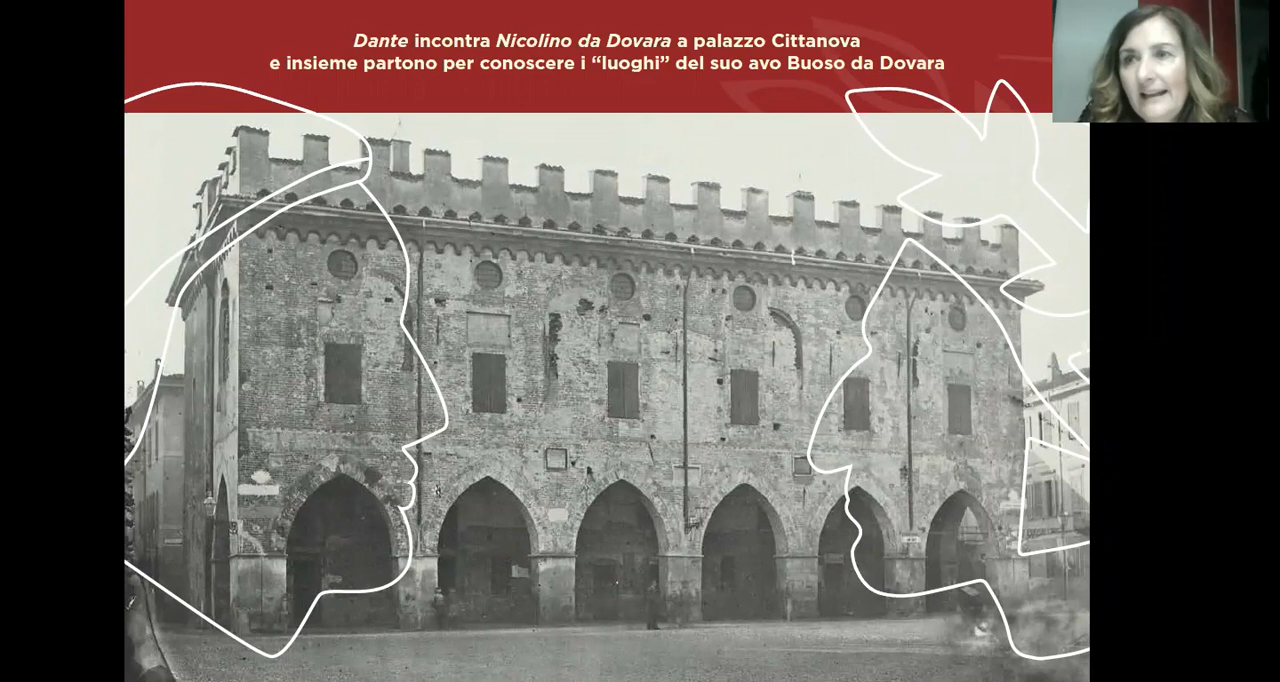 Dante incontra Nicolino da Dovara a palazzo Cittanova
e insieme partono per conoscere i “luoghi” del suo avo Buoso da Dovara